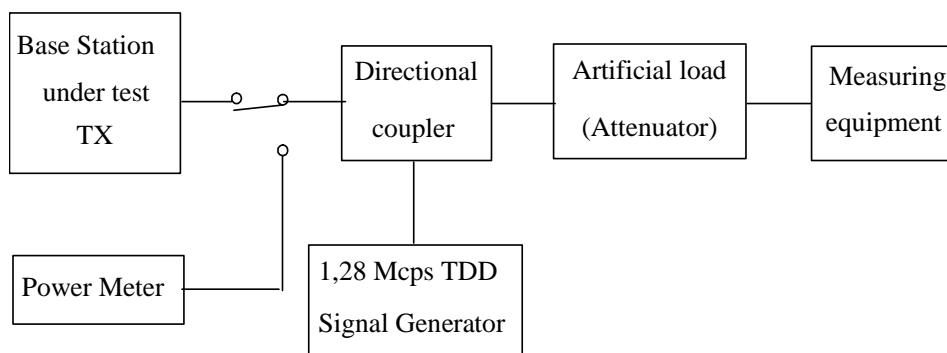 Base Station
under test
TX
Directional
coupler
Artificial load
(Attenuator)
Measuring
equipment
Power Meter
1,28 Mcps TDD
Signal Generator